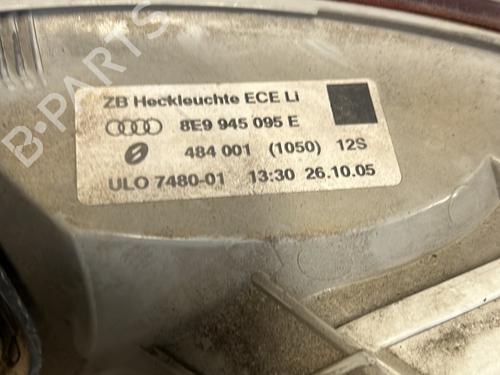 B-PARTS
ZB Heckleuchte ECE Li
8E9 945 095 E
484 001 (1050) 12S
ULO 7480-01 13:30 26.10.05